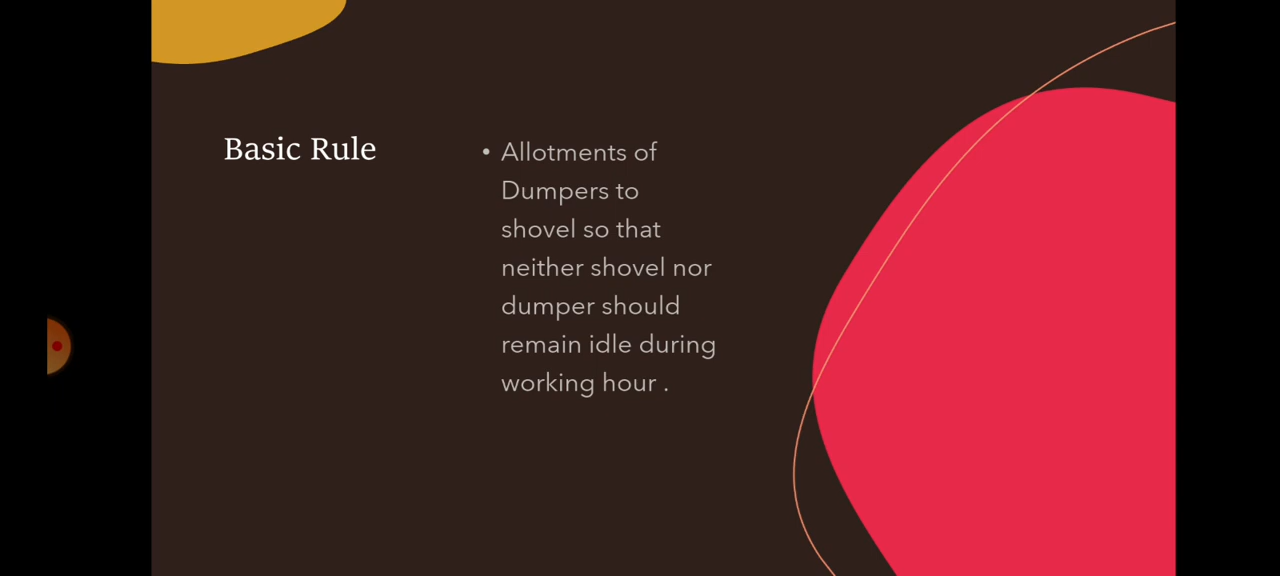 Basic Rule
• Allotments of
Dumpers to
shovel so that
neither shovel nor
dumper should
remain idle during
working hour .